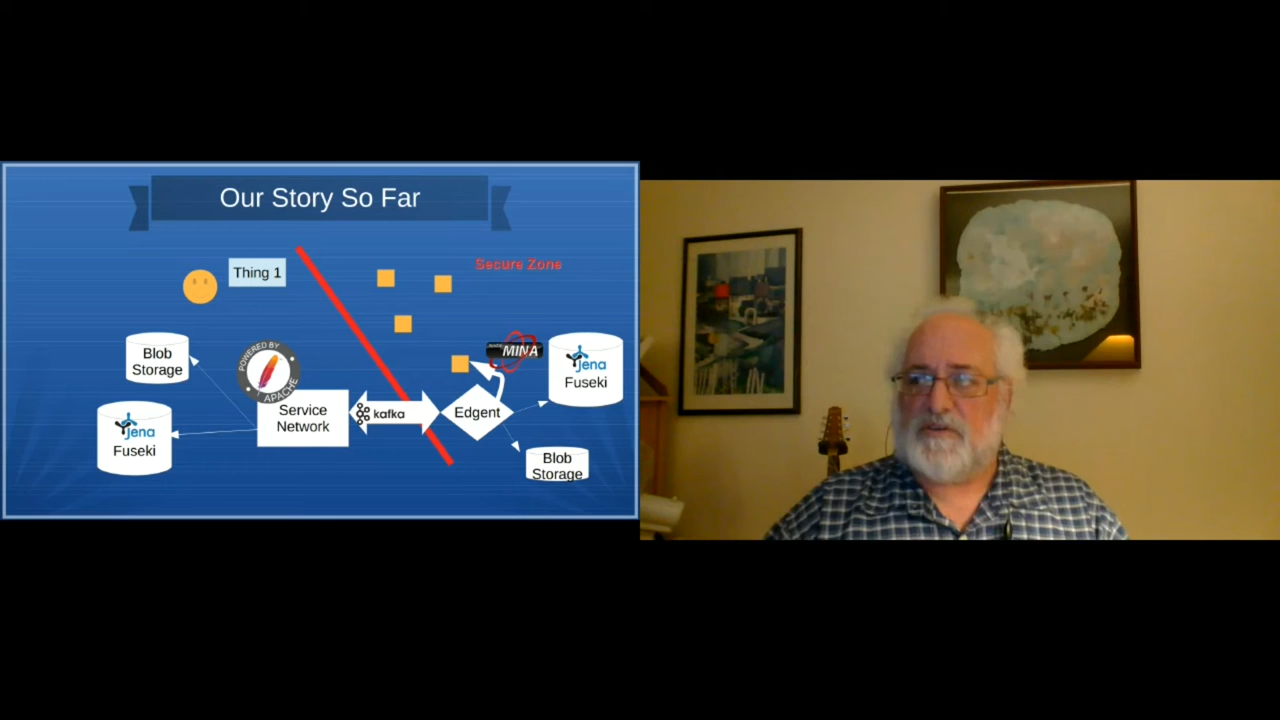 Our Story So Far
Thing 1
Secure Zone
Blob
Storage
POWERED BY
APACHE
MINA
Jena
Fuseki
Service
Network
kafka
Edgent
Jena
Fuseki
Blob
Storage